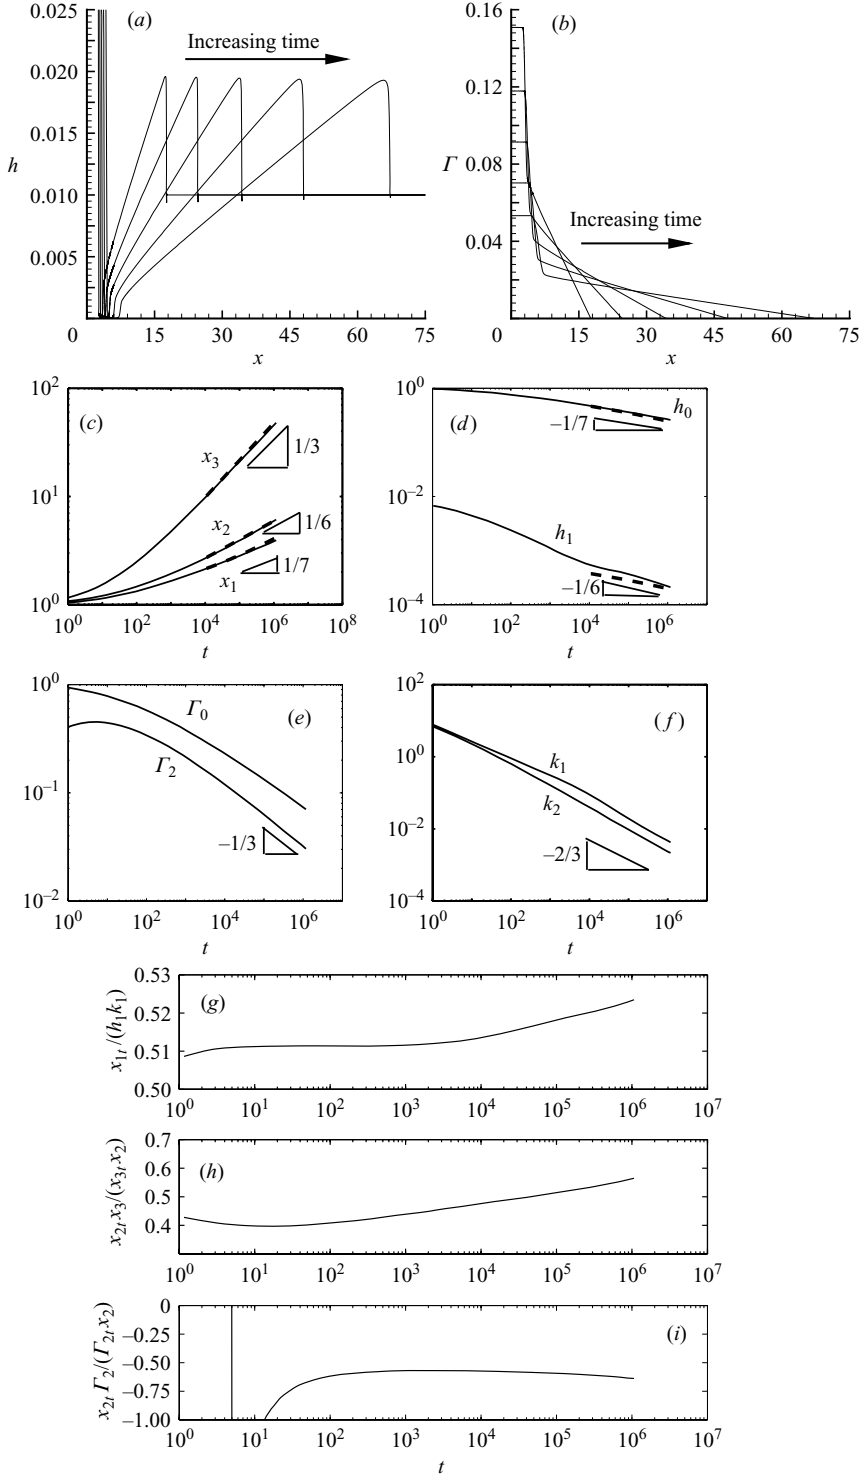 (a)
Increasing time
h
0.025
0.020
0.015
0.010
0.005
0 15 30 45 60 75
x
(b)
Increasing time
Γ
0.16
0.12
0.08
0.04
0 15 30 45 60 75
x
(c)
10²
10¹
10⁰
x₃
1/3
x₂
1/6
x₁
1/7
10⁰ 10² 10⁴ 10⁶ 10⁸
t
(d)
10⁰
10⁻²
10⁻⁴
h₀
−1/7
h₁
−1/6
10⁰ 10² 10⁴ 10⁶
t
(e)
10⁰
10⁻¹
10⁻²
Γ₀
Γ₂
−1/3
10⁰ 10² 10⁴ 10⁶
t
(f)
10²
10⁰
10⁻²
10⁻⁴
k₁
k₂
−2/3
10⁰ 10² 10⁴ 10⁶
t
(g)
x₁ₜ/(h₁k₁)
0.53
0.52
0.51
0.50
10⁰ 10¹ 10² 10³ 10⁴ 10⁵ 10⁶ 10⁷
(h)
x₂ₜx₃/(x₃ₜx₂)
0.7
0.6
0.5
0.4
10⁰ 10¹ 10² 10³ 10⁴ 10⁵ 10⁶ 10⁷
(i)
x₂ₜΓ₂/(Γ₂ₜx₂)
0
−0.25
−0.50
−0.75
−1.00
10⁰ 10¹ 10² 10³ 10⁴ 10⁵ 10⁶ 10⁷
t